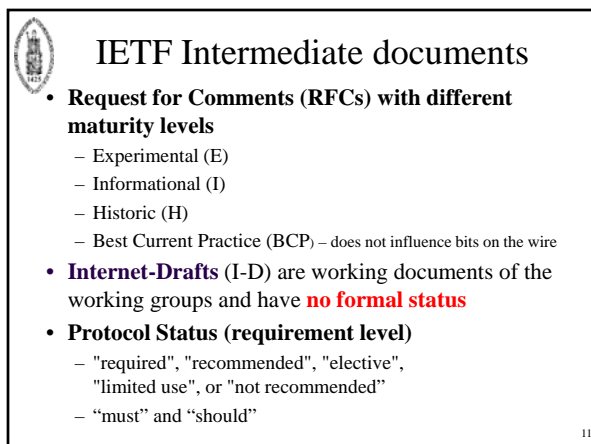 1425
IETF Intermediate documents
• Request for Comments (RFCs) with different
maturity levels
– Experimental (E)
– Informational (I)
– Historic (H)
– Best Current Practice (BCP) – does not influence bits on the wire
• Internet-Drafts (I-D) are working documents of the
working groups and have no formal status
• Protocol Status (requirement level)
– "required", "recommended", "elective",
"limited use", or "not recommended”
– “must” and “should”
11